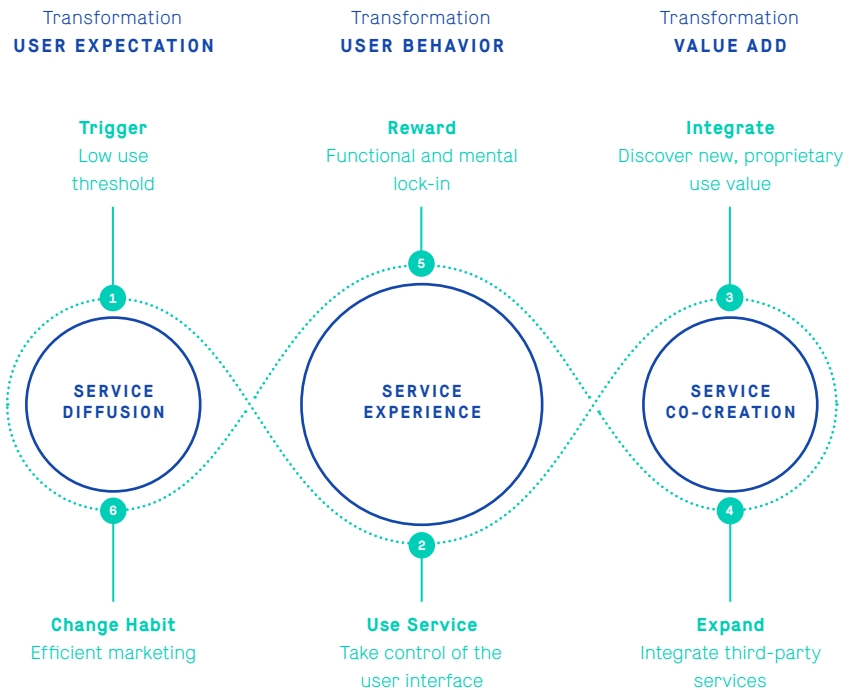 Transformation
USER EXPECTATION
Transformation
USER BEHAVIOR
Transformation
VALUE ADD
Trigger
Low use
threshold
Reward
Functional and mental
lock-in
Integrate
Discover new, proprietary
use value
1
5
3
SERVICE
DIFFUSION
SERVICE
EXPERIENCE
SERVICE
CO-CREATION
6
2
4
Change Habit
Efficient marketing
Use Service
Take control of the
user interface
Expand
Integrate third-party
services